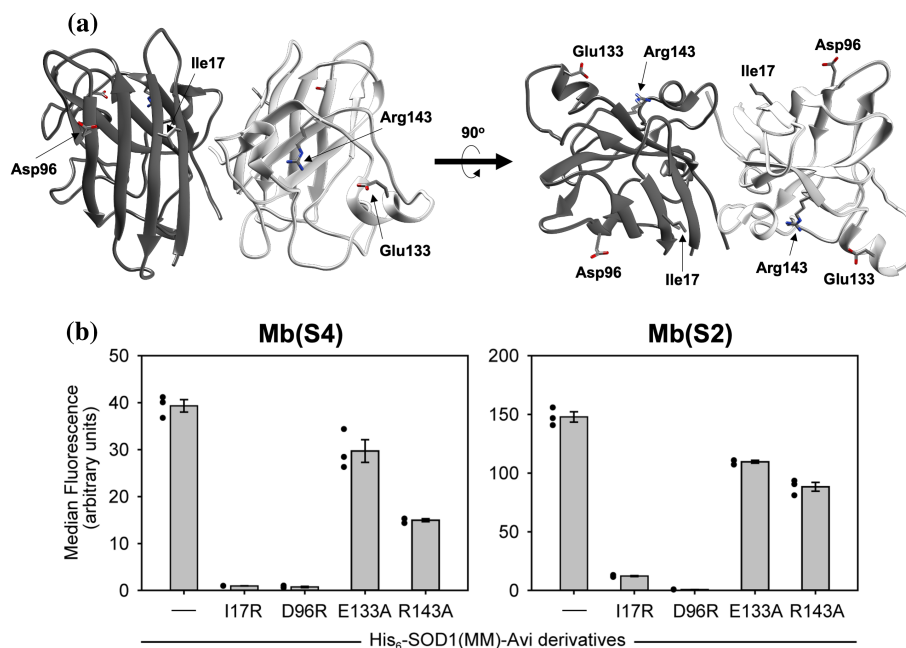 (a)
Ile17
Asp96
Arg143
Glu133
90°
Glu133
Arg143
Ile17
Asp96
Asp96
Ile17
Arg143
Glu133
(b)
Mb(S4)
Mb(S2)
Median Fluorescence
(arbitrary units)
50
40
30
20
10
0
— I17R D96R E133A R143A
200
150
100
50
0
— I17R D96R E133A R143A
His₆-SOD1(MM)-Avi derivatives